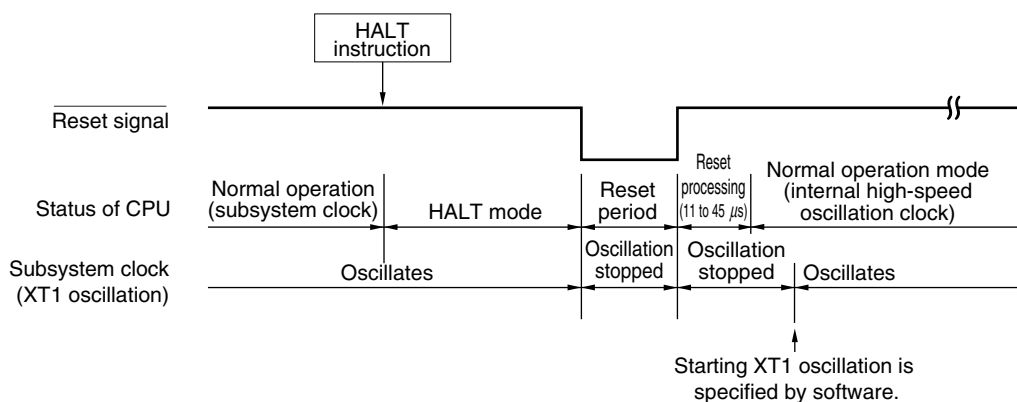 HALT
instruction
Reset signal
Status of CPU
Normal operation
(subsystem clock)
HALT mode
Reset
period
Reset
processing
(11 to 45 μs)
Normal operation mode
(internal high-speed
oscillation clock)
Subsystem clock
(XT1 oscillation)
Oscillates
Oscillation
stopped
Oscillation
stopped
Oscillates
Starting XT1 oscillation is
specified by software.